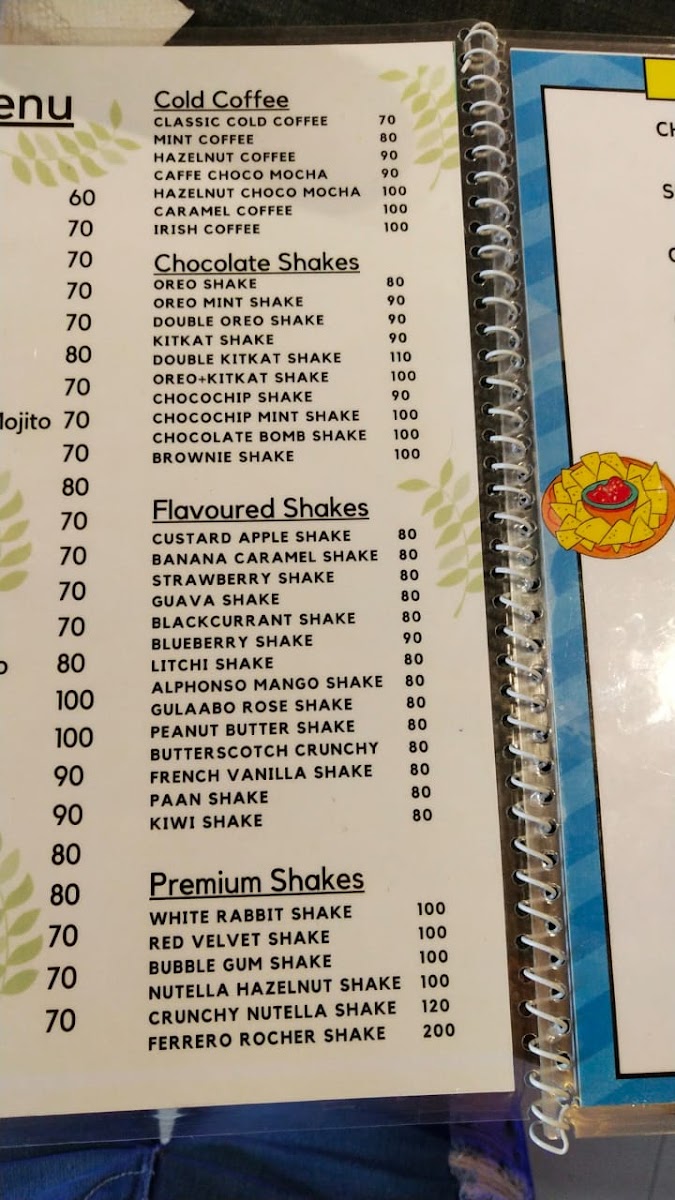 enu
60
70
70
70
70
80
70
Mojito 70
70
80
70
70
70
70
o 80
100
100
90
90
80
80
70
70
70
Cold Coffee
CLASSIC COLD COFFEE 70
MINT COFFEE 80
HAZELNUT COFFEE 90
CAFFE CHOCO MOCHA 90
HAZELNUT CHOCO MOCHA 100
CARAMEL COFFEE 100
IRISH COFFEE 100
Chocolate Shakes
OREO SHAKE 80
OREO MINT SHAKE 90
DOUBLE OREO SHAKE 90
KITKAT SHAKE 90
DOUBLE KITKAT SHAKE 110
OREO+KITKAT SHAKE 100
CHOCOCHIP SHAKE 90
CHOCOCHIP MINT SHAKE 100
CHOCOLATE BOMB SHAKE 100
BROWNIE SHAKE 100
Flavoured Shakes
CUSTARD APPLE SHAKE 80
BANANA CARAMEL SHAKE 80
STRAWBERRY SHAKE 80
GUAVA SHAKE 80
BLACKCURRANT SHAKE 80
BLUEBERRY SHAKE 90
LITCHI SHAKE 80
ALPHONSO MANGO SHAKE 80
GULAABO ROSE SHAKE 80
PEANUT BUTTER SHAKE 80
BUTTERSCOTCH CRUNCHY 80
FRENCH VANILLA SHAKE 80
PAAN SHAKE 80
KIWI SHAKE 80
Premium Shakes
WHITE RABBIT SHAKE 100
RED VELVET SHAKE 100
BUBBLE GUM SHAKE 100
NUTELLA HAZELNUT SHAKE 100
CRUNCHY NUTELLA SHAKE 120
FERRERO ROCHER SHAKE 200
CH
S